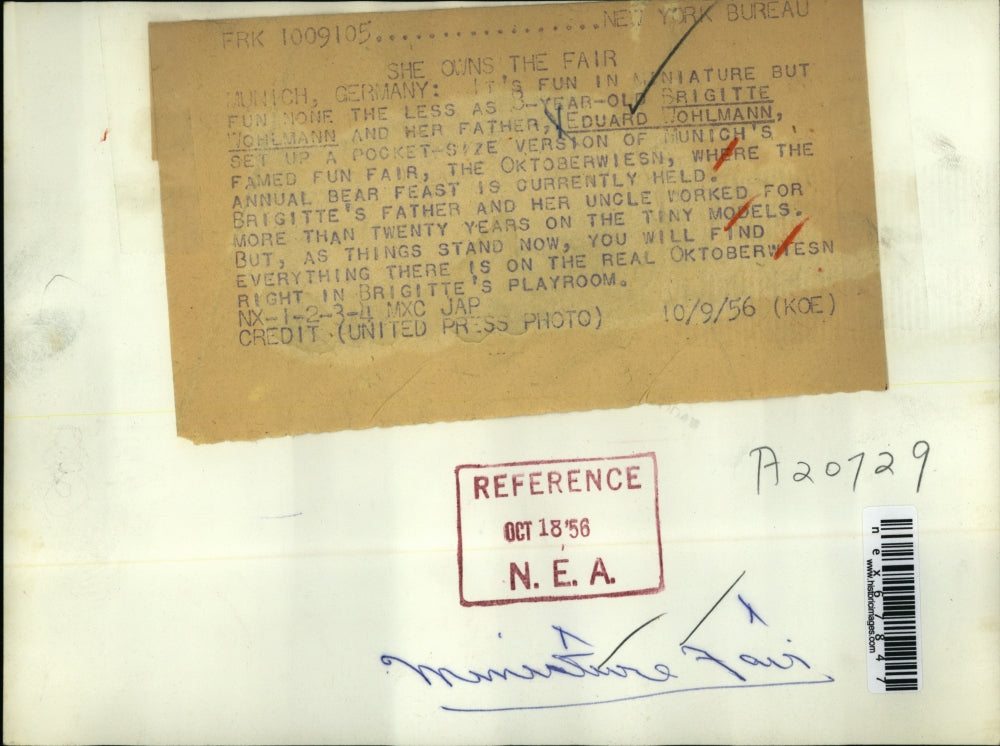 FRK 1009105...................NEW YORK BUREAU
SHE OWNS THE FAIR
MUNICH, GERMANY: IT'S FUN IN MINIATURE BUT
FUN NONE THE LESS AS 3-YEAR-OLD BRIGITTE
WOHLMANN AND HER FATHER, EDUARD WOHLMANN,
SET UP A POCKET-SIZE VERSION OF MUNICH'S
FAMED FUN FAIR, THE OKTOBERWIESN, WHERE THE
ANNUAL BEAR FEAST IS CURRENTLY HELD.
BRIGITTE'S FATHER AND HER UNCLE WORKED FOR
MORE THAN TWENTY YEARS ON THE TINY MODELS.
BUT, AS THINGS STAND NOW, YOU WILL FIND
EVERYTHING THERE IS ON THE REAL OKTOBERWIESN
RIGHT IN BRIGITTE'S PLAYROOM.
NX-1-2-3-4 MXC JAP
CREDIT (UNITED PRESS PHOTO) 10/9/56 (KOE)
A20729
REFERENCE
OCT 18 '56
N. E. A.
nex67847
www.historicimages.com
Miniature Fair